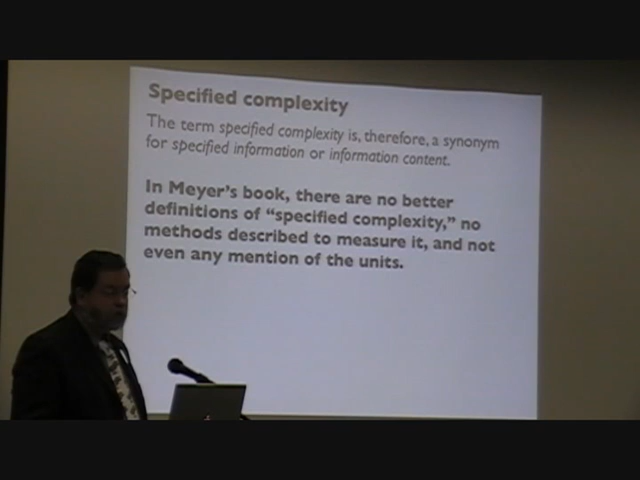 Specified complexity
The term specified complexity is, therefore, a synonym
for specified information or information content.
In Meyer's book, there are no better
definitions of "specified complexity," no
methods described to measure it, and not
even any mention of the units.